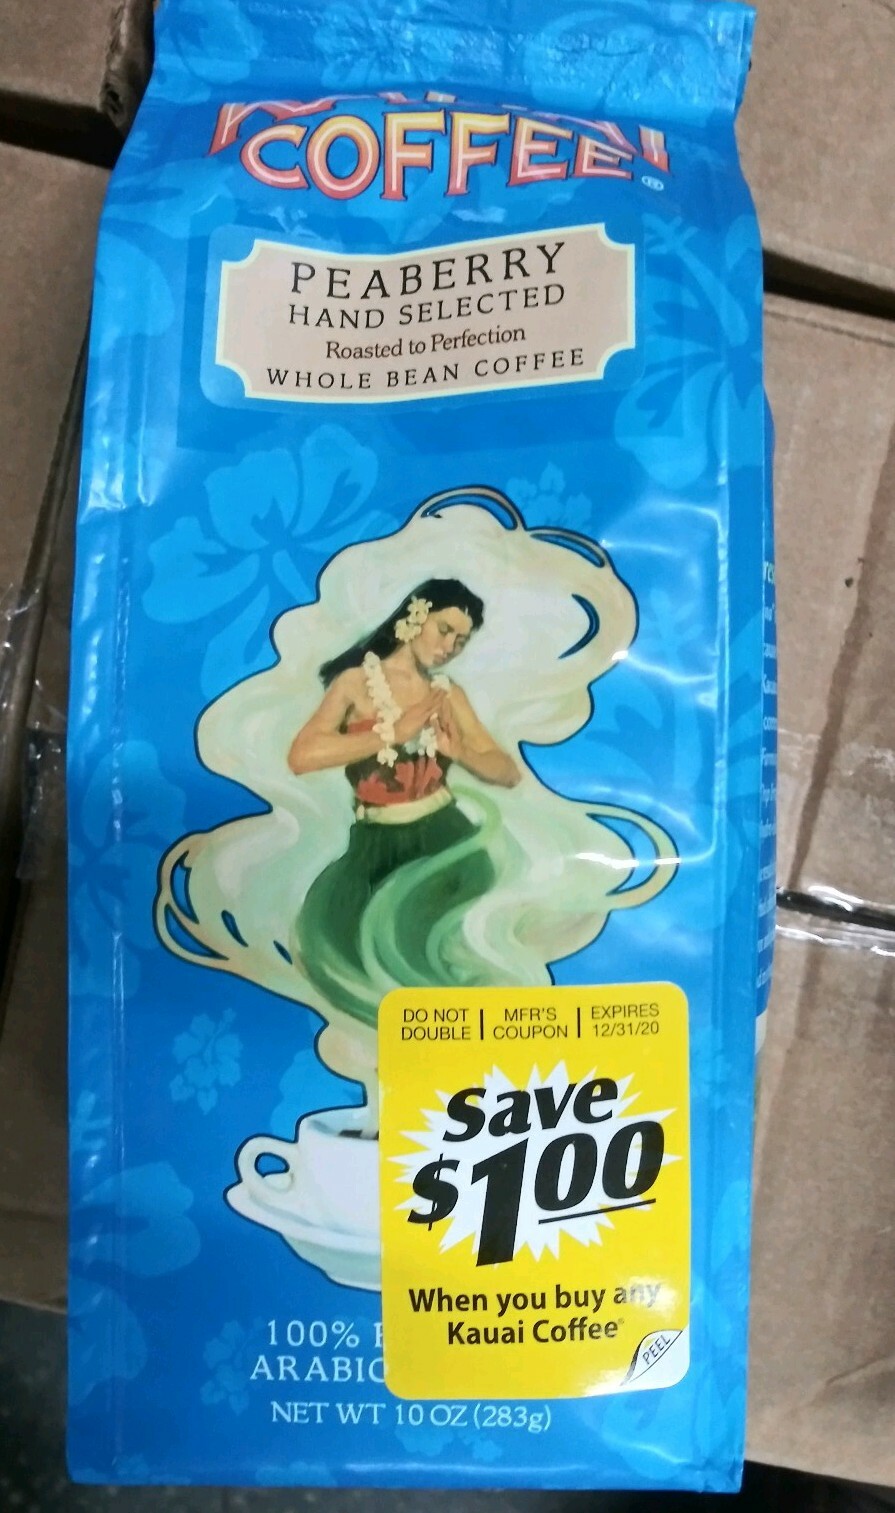 KAUAI
COFFEE®
PEABERRY
HAND SELECTED
Roasted to Perfection
WHOLE BEAN COFFEE
DO NOT DOUBLE | MFR'S COUPON | EXPIRES 12/31/20
Save
$1.00
When you buy any
Kauai Coffee®
PEEL
100%
ARABIC
NET WT 10 OZ (283g)